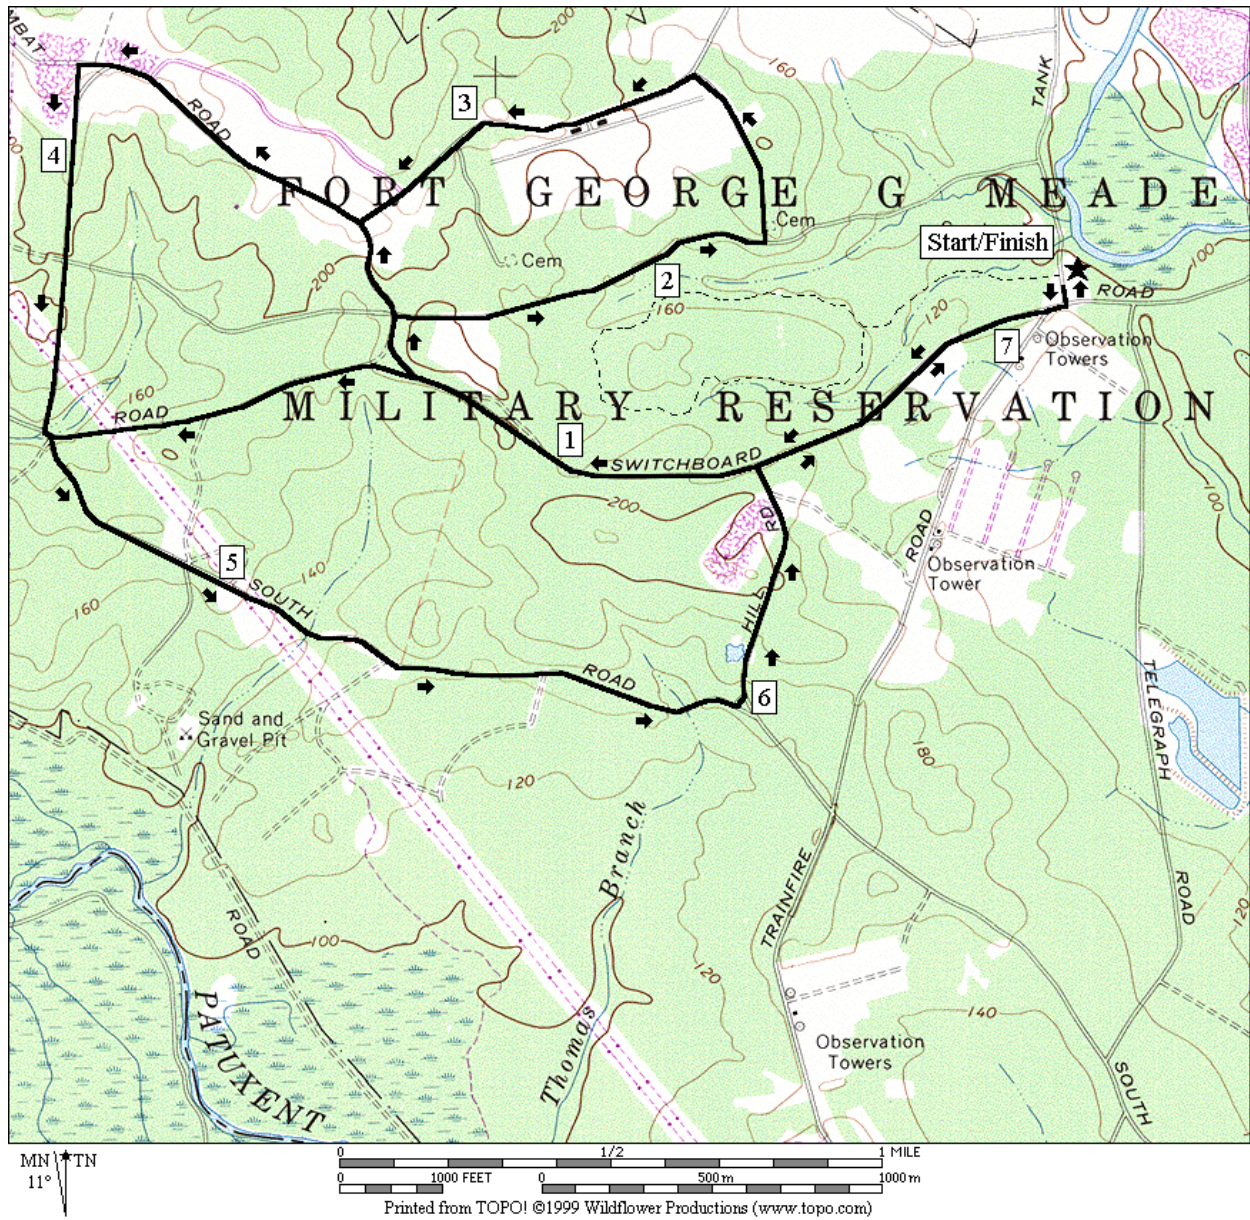 MBAT
200
160
TANK
3
ROAD
4
FORT GEORGE G MEADE
Cem
Start/Finish
Cem
200
2
160
120
100
ROAD
7
Observation
Towers
160
ROAD
MILITARY RESERVATION
1
SWITCHBOARD
200
RD
100
ROAD
5
140
SOUTH
Observation
Tower
160
HILL
ROAD
6
TELEGRAPH
Sand and
Gravel Pit
180
120
Branch
TRAINFIRE
ROAD
120
ROAD
100
120
140
PATUXENT
Thomas
Observation
Towers
SOUTH
MN TN
11°
0 1/2 1 MILE
0 1000 FEET 0 500 m 1000 m
Printed from TOPO! ©1999 Wildflower Productions (www.topo.com)